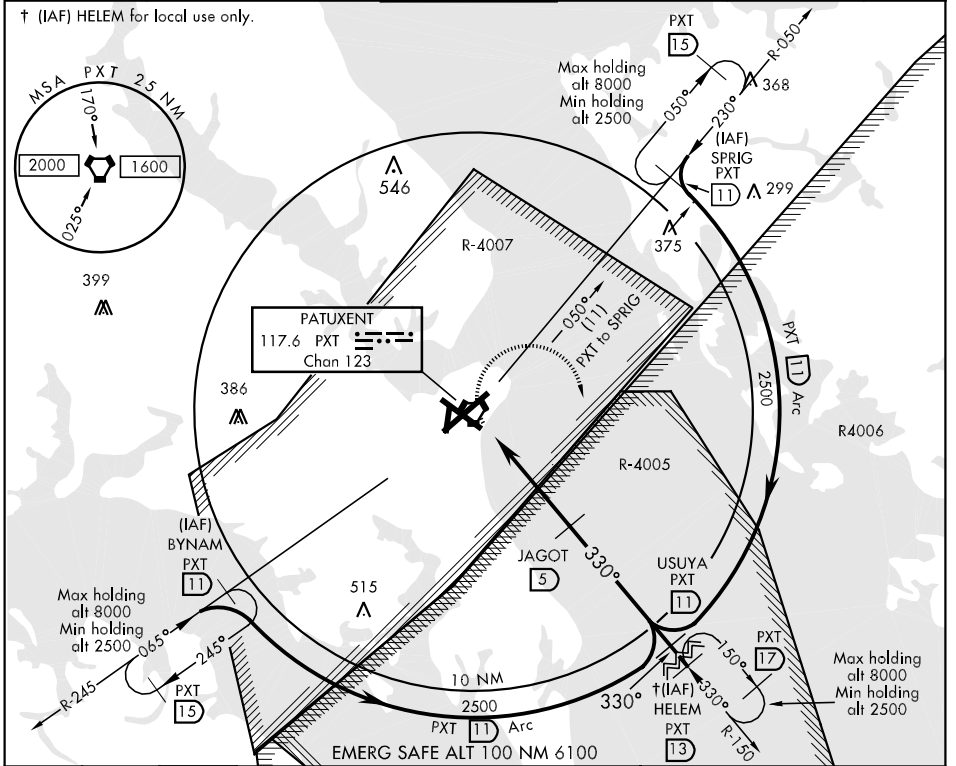 † (IAF) HELEM for local use only.
MSA PXT 25 NM
170°
2000
1600
025°
399
546
PXT
15
R-050
Max holding
alt 8000
Min holding
alt 2500
050°
230°
368
(IAF)
SPRIG
PXT
11
299
375
R-4007
050°
(11)
PXT to SPRIG
PATUXENT
117.6 PXT
Chan 123
PXT 11 Arc
2500
386
R4006
R-4005
(IAF)
BYNAM
PXT
11
JAGOT
5
330°
USUYA
PXT
11
515
Max holding
alt 8000
Min holding
alt 2500
065°
245°
R-245
PXT
15
10 NM
2500
PXT 11 Arc
330°
150°
PXT
17
†(IAF)
HELEM
PXT
13
330°
R-150
Max holding
alt 8000
Min holding
alt 2500
EMERG SAFE ALT 100 NM 6100